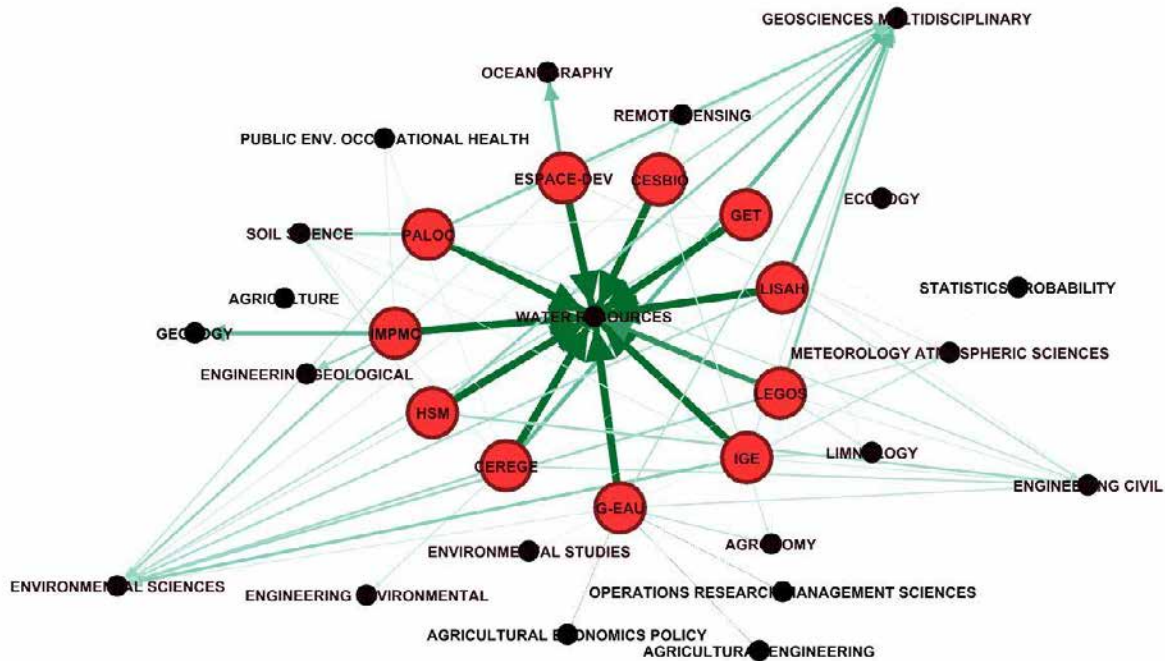 GEOSCIENCES MULTIDISCIPLINARY
OCEANOGRAPHY
REMOTE SENSING
PUBLIC ENV. OCCUPATIONAL HEALTH
ESPACE-DEV
CESBIO
ECOLOGY
GET
SOIL SCIENCE
PALOC
STATISTICS PROBABILITY
LISAH
AGRICULTURE
WATER RESOURCES
GEOLOGY
IMPMC
METEOROLOGY ATMOSPHERIC SCIENCES
ENGINEERING GEOLOGICAL
LEGOS
HSM
LIMNOLOGY
IGE
CEREGE
ENGINEERING CIVIL
G-EAU
AGRONOMY
ENVIRONMENTAL STUDIES
ENVIRONMENTAL SCIENCES
ENGINEERING ENVIRONMENTAL
OPERATIONS RESEARCH MANAGEMENT SCIENCES
AGRICULTURAL ECONOMICS POLICY
AGRICULTURAL ENGINEERING